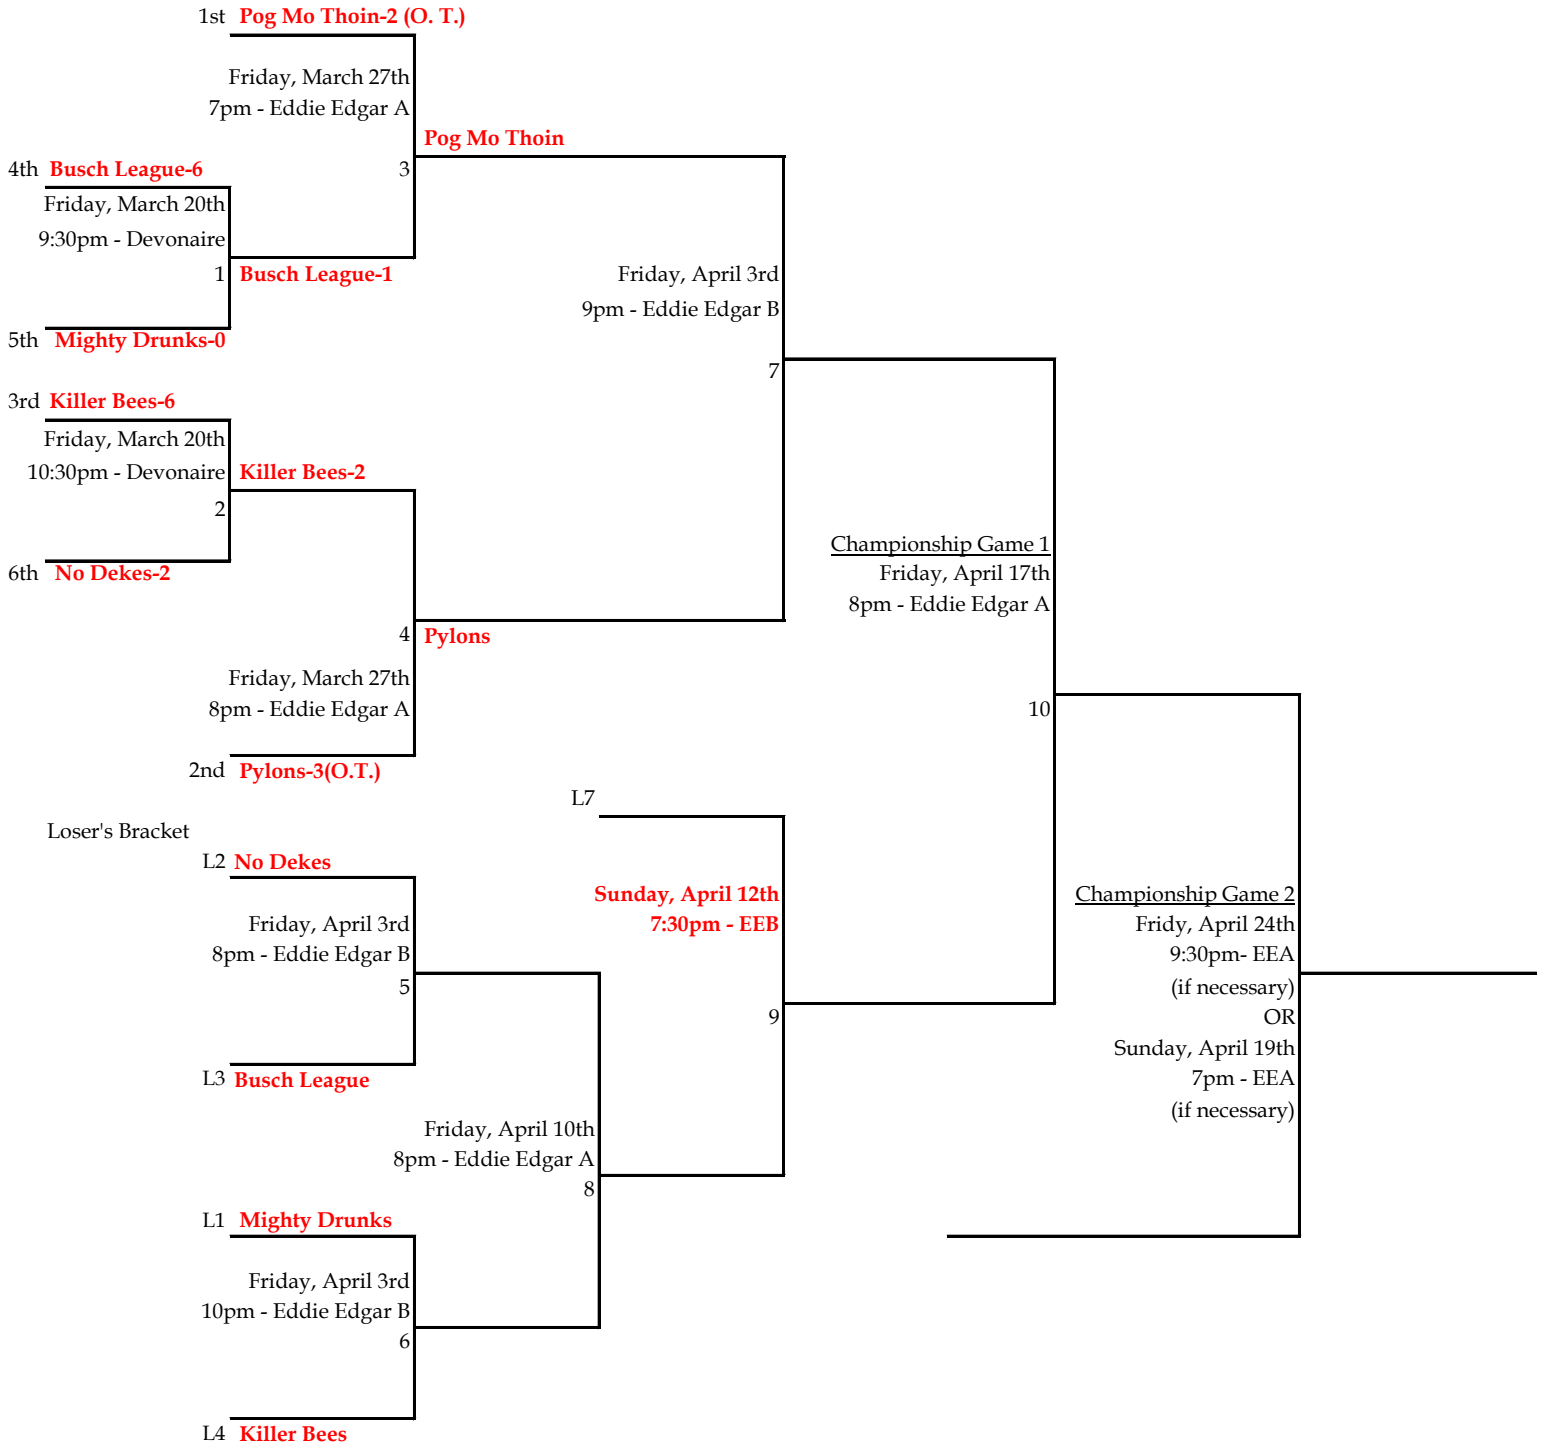 1st Pog Mo Thoin-2 (O. T.)
Friday, March 27th
7pm - Eddie Edgar A
Pog Mo Thoin
3
4th Busch League-6
Friday, March 20th
9:30pm - Devonaire
1 Busch League-1
5th Mighty Drunks-0
Friday, April 3rd
9pm - Eddie Edgar B
7
3rd Killer Bees-6
Friday, March 20th
10:30pm - Devonaire
Killer Bees-2
2
6th No Dekes-2
4 Pylons
Friday, March 27th
8pm - Eddie Edgar A
2nd Pylons-3(O.T.)
Championship Game 1
Friday, April 17th
8pm - Eddie Edgar A
10
L7
Loser's Bracket
L2 No Dekes
Friday, April 3rd
8pm - Eddie Edgar B
5
L3 Busch League
Sunday, April 12th
7:30pm - EEB
9
Championship Game 2
Fridy, April 24th
9:30pm- EEA
(if necessary)
OR
Sunday, April 19th
7pm - EEA
(if necessary)
Friday, April 10th
8pm - Eddie Edgar A
8
L1 Mighty Drunks
Friday, April 3rd
10pm - Eddie Edgar B
6
L4 Killer Bees